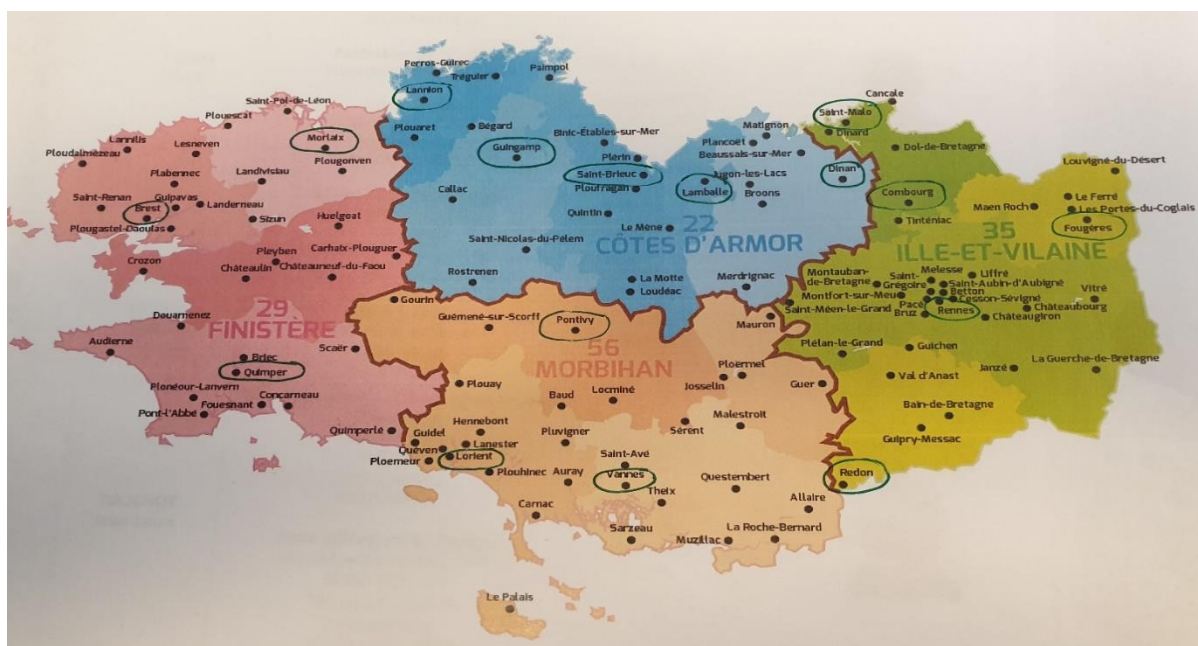 Perros-Guirec
Tréguier
Paimpol
Lannion
Saint-Pol-de-Léon
Plouescat
Cancale
Saint-Malo
Lannilis
Lesneven
Morlaix
Plouaret
Bégard
Binic-Étables-sur-Mer
Matignon
Dinard
Ploudalmézeau
Plougonven
Guingamp
Plérin
Plancoët
Beaussais-sur-Mer
Dol-de-Bretagne
Louvigné-du-Désert
Plabennec
Landivisiau
Saint-Brieuc
Jugon-les-Lacs
Dinan
Saint-Renan
Guipavas
Landerneau
Callac
Ploufragan
Lamballe
Broons
Combourg
Le Ferré
Brest
Sizun
Huelgoat
Quintin
Maen Roch
Les Portes-du-Coglais
Plougastel-Daoulas
Le Mené
22
CÔTES D'ARMOR
Tinténiac
Fougères
35
ILLE-ET-VILAINE
Pleyben
Carhaix-Plouguer
Saint-Nicolas-du-Pélem
Crozon
Châteaulin
Châteauneuf-du-Faou
Rostrenen
La Motte
Loudéac
Merdrignac
Montauban-
de-Bretagne
Saint-
Grégoire
Melesse
Liffré
Saint-Aubin-d'Aubigné
Betton
Vitré
29
FINISTÈRE
Gourin
Montfort-sur-Meu
Pacé
Cesson-Sévigné
Châteaubourg
Saint-Méen-le-Grand
Bruz
Rennes
Châteaugiron
Douarnenez
Guémené-sur-Scorff
Pontivy
Mauron
Audierne
Scaër
Plélan-le-Grand
Guichen
Briec
Quimper
56
MORBIHAN
Ploermel
La Guerche-de-Bretagne
Plonéour-Lanvern
Plouay
Locminé
Josselin
Guer
Val d'Anast
Janzé
Fouesnant
Concarneau
Baud
Pont-l'Abbé
Malestroit
Bain-de-Bretagne
Quimperlé
Guidel
Hennebont
Pluvigner
Sérent
Guipry-Messac
Quéven
Lanester
Ploemeur
Lorient
Saint-Avé
Plouhinec
Auray
Vannes
Questembert
Redon
Theix
Allaire
Carnac
Sarzeau
Muzillac
La Roche-Bernard
Le Palais